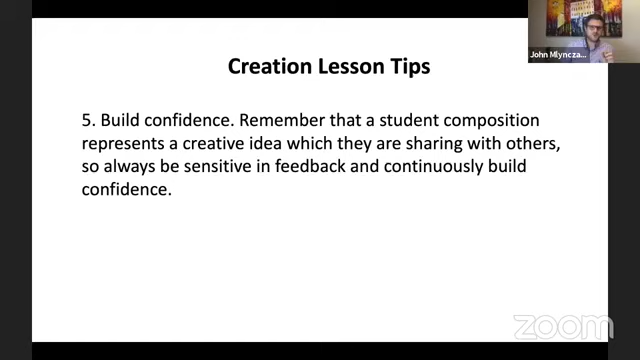 John Mlyncza...
Creation Lesson Tips
5. Build confidence. Remember that a student composition
represents a creative idea which they are sharing with others,
so always be sensitive in feedback and continuously build
confidence.
zoom